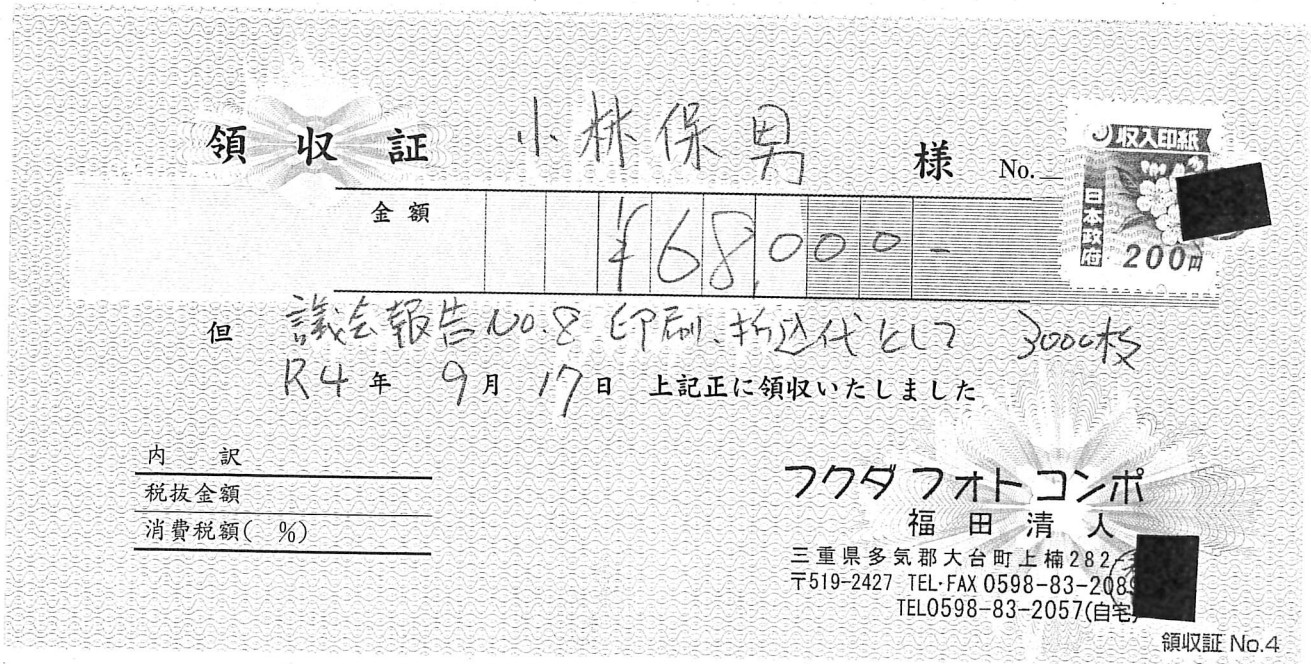 領収証 小林保男 様 No.
収入印紙
日本政府
200円
金額 ¥68,000-
但 議会報告No.8 印刷、折込代として 3000枚
R4年 9月 17日 上記正に領収いたしました
内訳
税抜金額
消費税額( %)
フクダ フォト コンポ
福田清人
三重県多気郡大台町上楠282-
〒519-2427 TEL・FAX 0598-83-2089
TEL0598-83-2057(自宅)
領収証 No.4